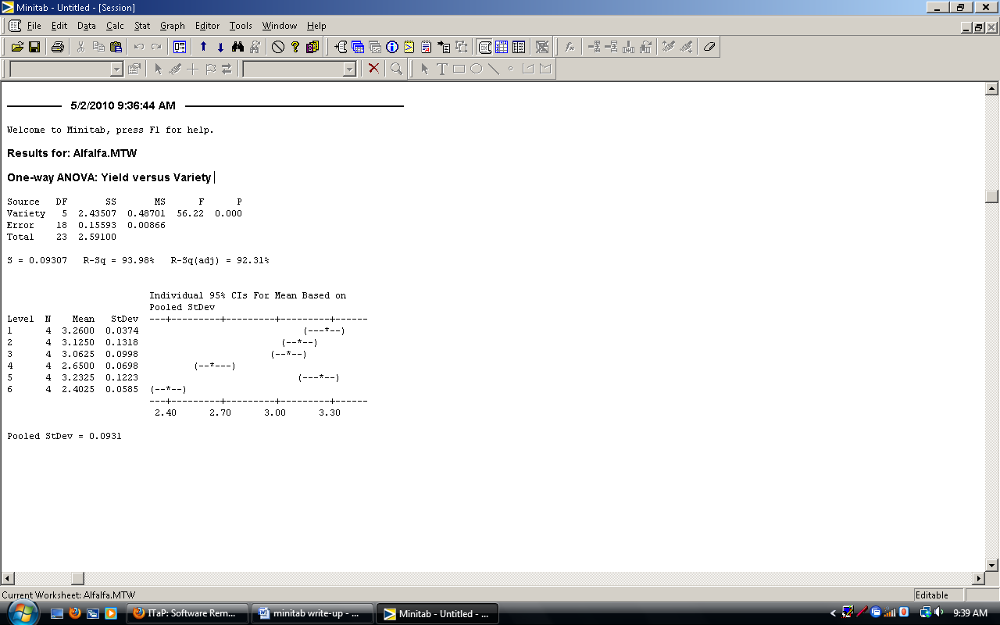 Minitab - Untitled - [Session]
File Edit Data Calc Stat Graph Editor Tools Window Help
5/2/2010 9:36:44 AM
Welcome to Minitab, press F1 for help.
Results for: Alfalfa.MTW
One-way ANOVA: Yield versus Variety
Source   DF       SS       MS      F      P
Variety   5  2.43507  0.48701  56.22  0.000
Error    18  0.15593  0.00866
Total    23  2.59100
S = 0.09307   R-Sq = 93.98%   R-Sq(adj) = 92.31%
Individual 95% CIs For Mean Based on
Pooled StDev
Level  N    Mean   StDev  ---+---------+---------+---------+------
1      4  3.2600  0.0374                              (---*--)
2      4  3.1250  0.1318                          (--*--)
3      4  3.0625  0.0998                        (--*--)
4      4  2.6500  0.0698          (--*---)
5      4  3.2325  0.1223                             (---*--)
6      4  2.4025  0.0585  (--*--)
---+---------+---------+---------+------
2.40      2.70      3.00      3.30
Pooled StDev = 0.0931
Current Worksheet: Alfalfa.MTW Editable
ITaP: Software Rem... minitab write-up - ... Minitab - Untitled - ... 9:39 AM